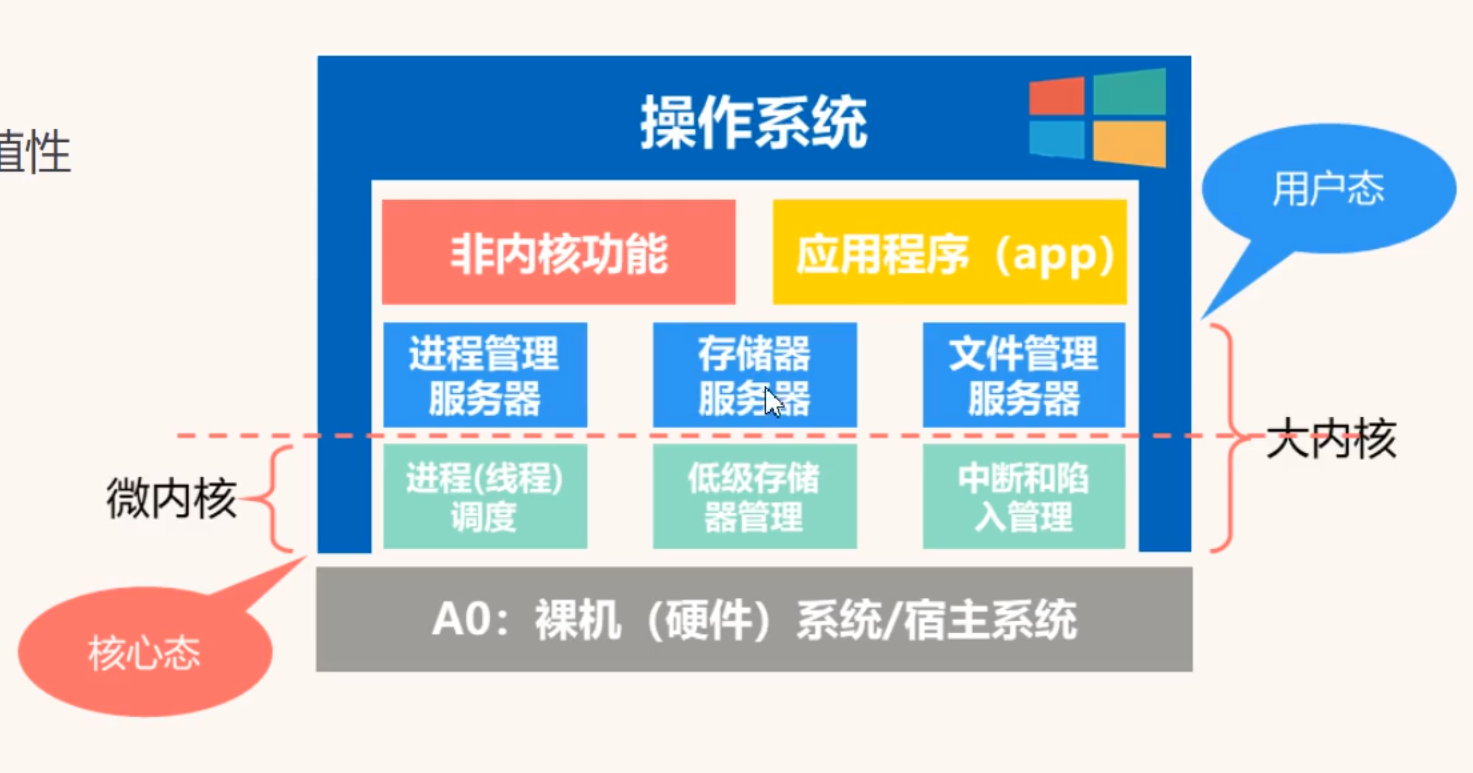 操作系统
植性
用户态
非内核功能
应用程序（app）
进程管理
服务器
存储器
服务器
文件管理
服务器
大内核
微内核
进程(线程)
调度
低级存储
器管理
中断和陷
入管理
A0：裸机（硬件）系统/宿主系统
核心态